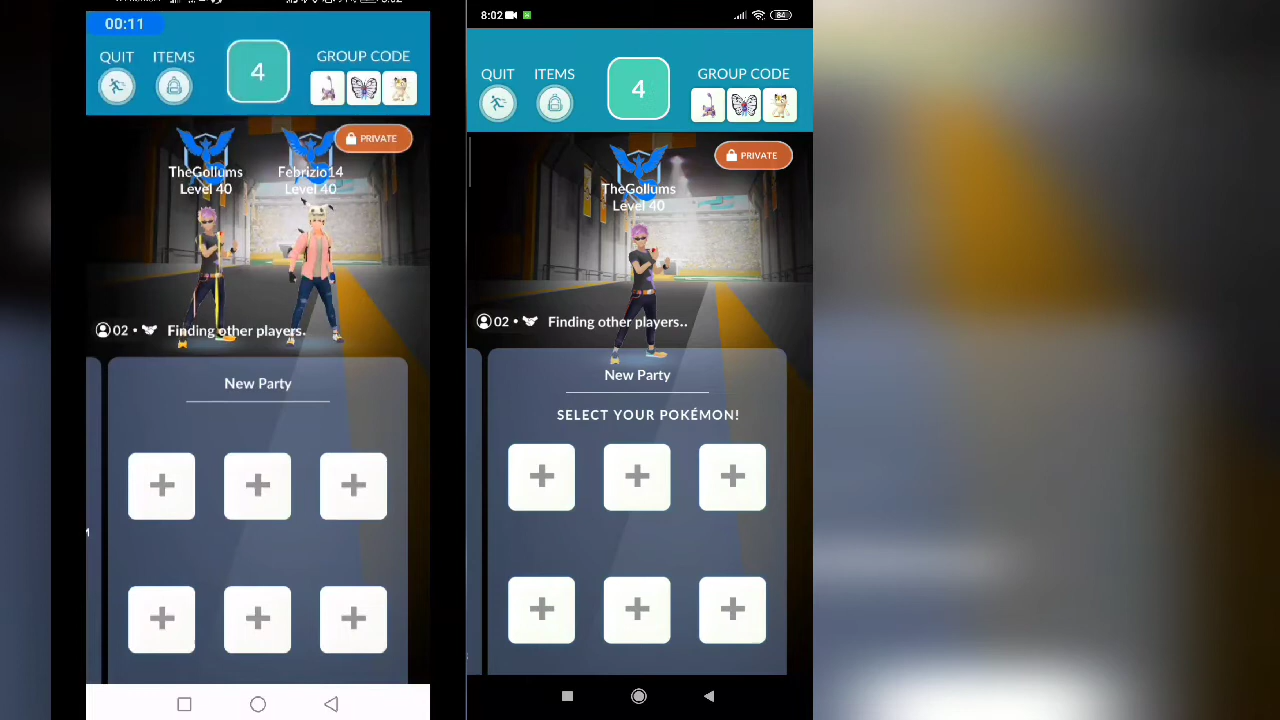 00:11
QUIT
ITEMS
4
GROUP CODE
PRIVATE
TheGollums
Level 40
Febrizio14
Level 40
02 • Finding other players.
New Party
8:02
84
QUIT
ITEMS
4
GROUP CODE
PRIVATE
TheGollums
Level 40
02 • Finding other players..
New Party
SELECT YOUR POKÉMON!